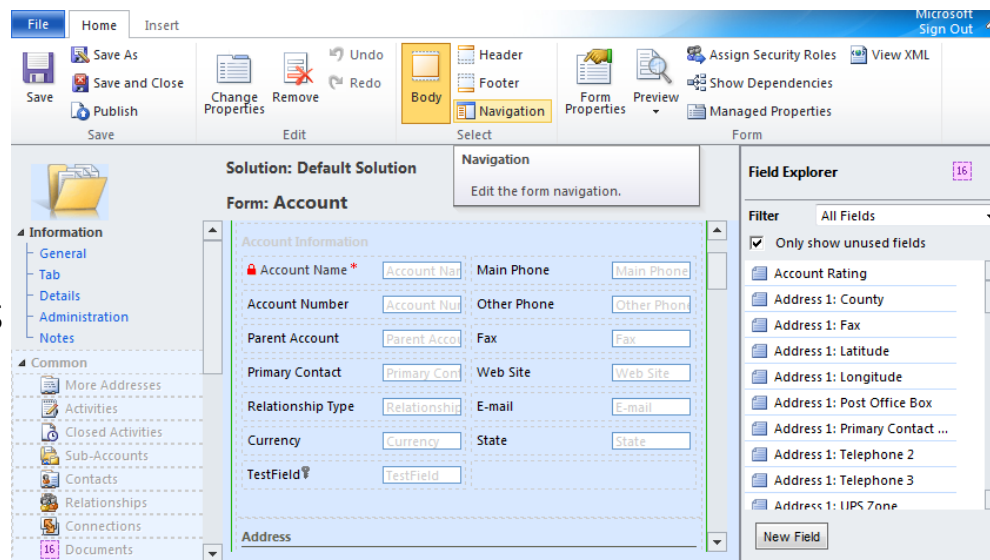 Microsoft
Sign Out
File Home Insert
Save
Save As
Save and Close
Publish
Save
Change Properties
Remove
Undo
Redo
Edit
Body
Header
Footer
Navigation
Select
Form Properties
Preview
Assign Security Roles
Show Dependencies
Managed Properties
View XML
Form
Navigation
Edit the form navigation.
Information
General
Tab
Details
Administration
Notes
Common
More Addresses
Activities
Closed Activities
Sub-Accounts
Contacts
Relationships
Connections
16 Documents
Solution: Default Solution
Form: Account
Account Information
Account Name* Account Nar Main Phone Main Phone
Account Number Account Nur Other Phone Other Phone
Parent Account Parent Accou Fax Fax
Primary Contact Primary Cont Web Site Web Site
Relationship Type Relationship E-mail E-mail
Currency Currency State State
TestField TestField
Address
Field Explorer 16
Filter All Fields
Only show unused fields
Account Rating
Address 1: County
Address 1: Fax
Address 1: Latitude
Address 1: Longitude
Address 1: Post Office Box
Address 1: Primary Contact ...
Address 1: Telephone 2
Address 1: Telephone 3
Address 1: UPS Zone
New Field